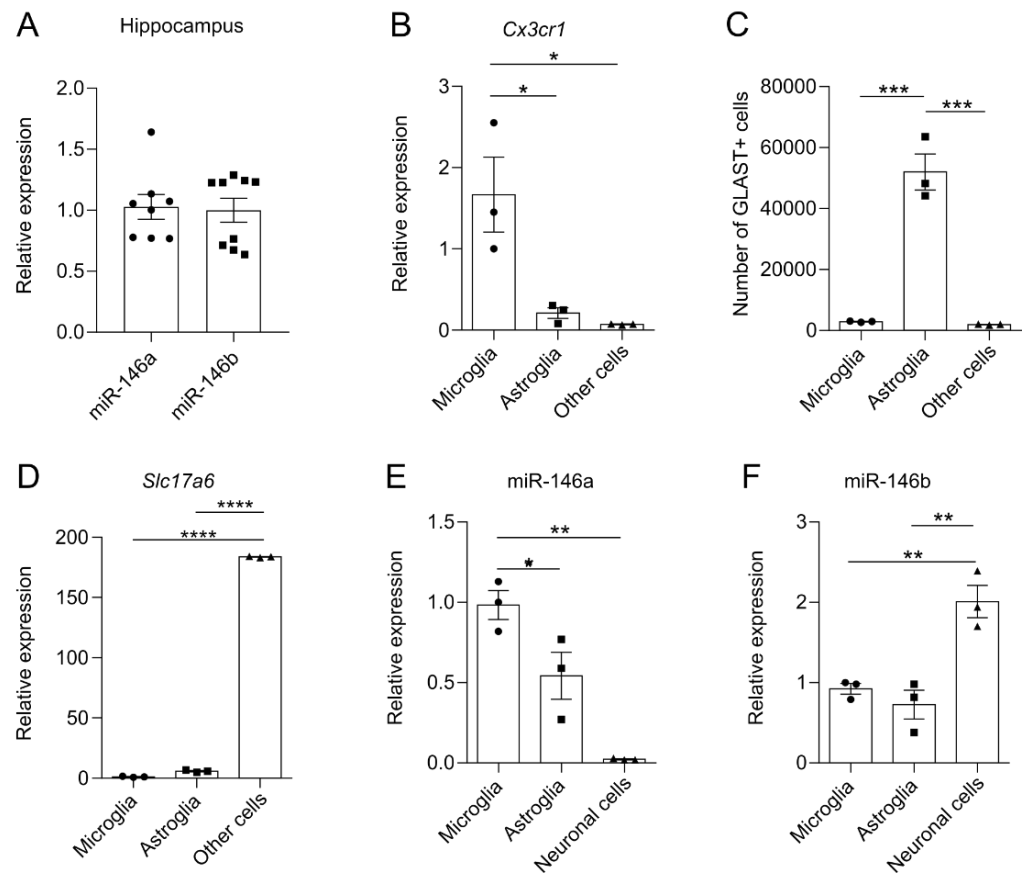 A
Hippocampus
Relative expression
2.0
1.5
1.0
0.5
0.0
miR-146a
miR-146b
B
Cx3cr1
Relative expression
*
*
3
2
1
0
Microglia
Astroglia
Other cells
C
Number of GLAST+ cells
***
***
80000
60000
40000
20000
0
Microglia
Astroglia
Other cells
D
Slc17a6
Relative expression
****
****
200
150
100
50
0
Microglia
Astroglia
Other cells
E
miR-146a
Relative expression
**
*
1.5
1.0
0.5
0.0
Microglia
Astroglia
Neuronal cells
F
miR-146b
Relative expression
**
**
3
2
1
0
Microglia
Astroglia
Neuronal cells